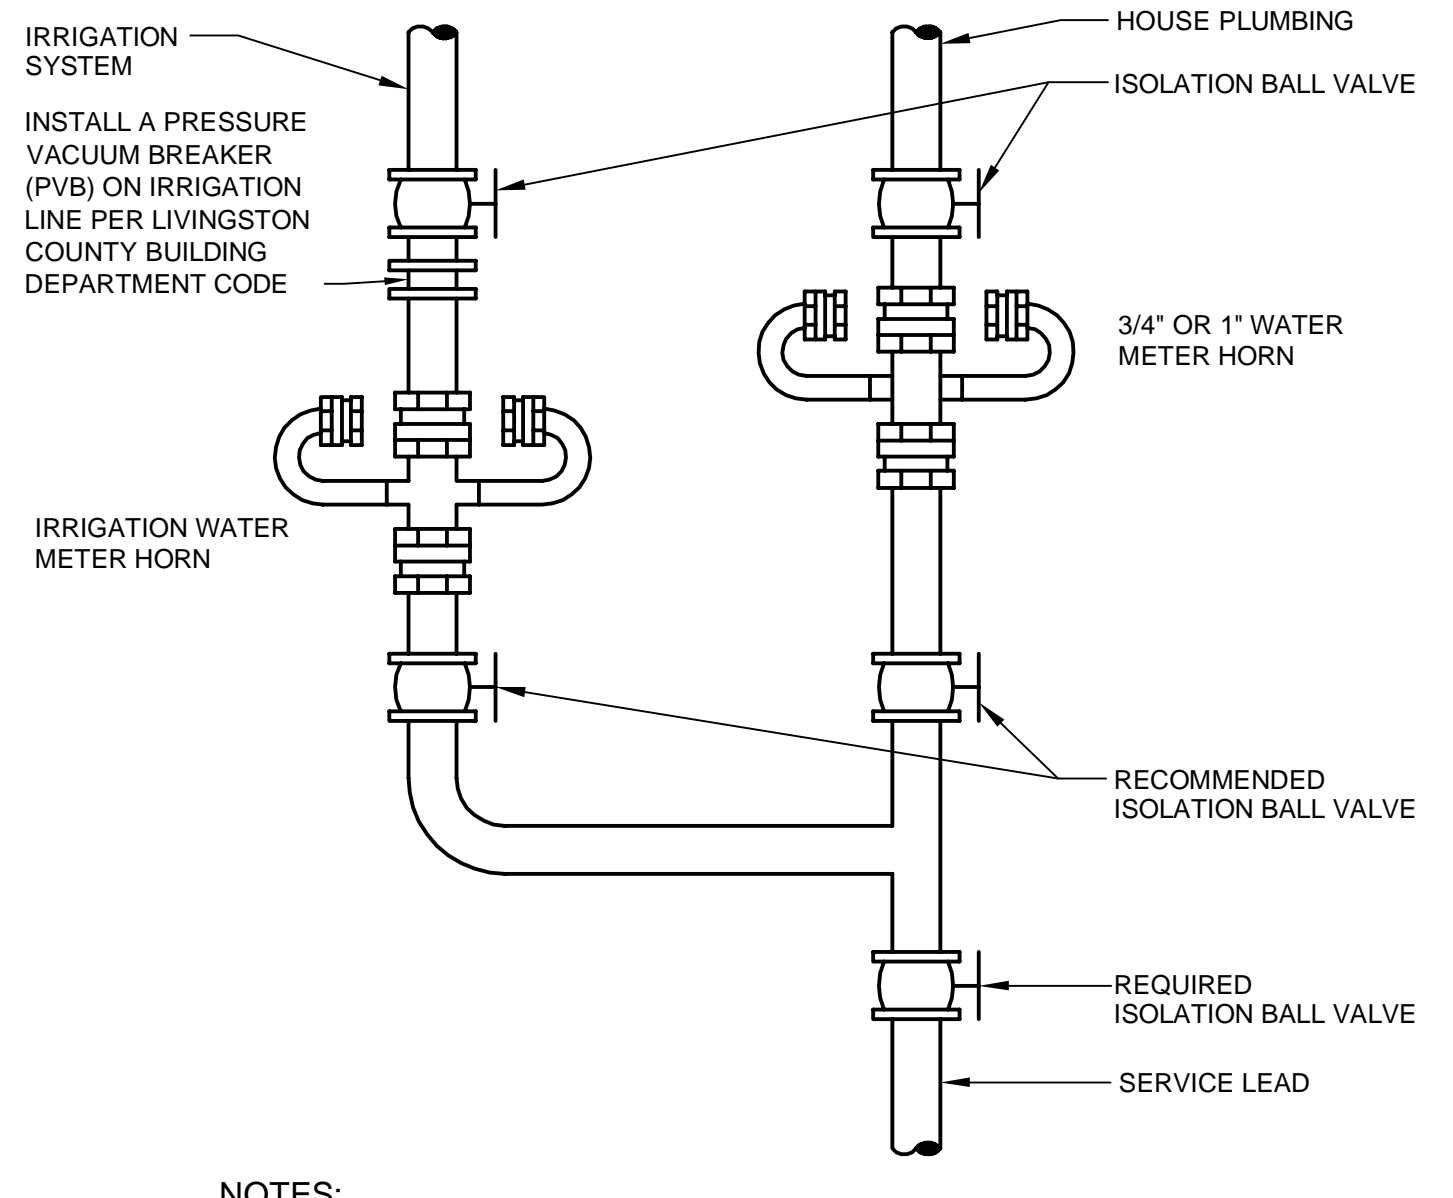 IRRIGATION
SYSTEM
INSTALL A PRESSURE
VACUUM BREAKER
(PVB) ON IRRIGATION
LINE PER LIVINGSTON
COUNTY BUILDING
DEPARTMENT CODE
HOUSE PLUMBING
ISOLATION BALL VALVE
3/4" OR 1" WATER
METER HORN
IRRIGATION WATER
METER HORN
RECOMMENDED
ISOLATION BALL VALVE
REQUIRED
ISOLATION BALL VALVE
SERVICE LEAD
NOTES: